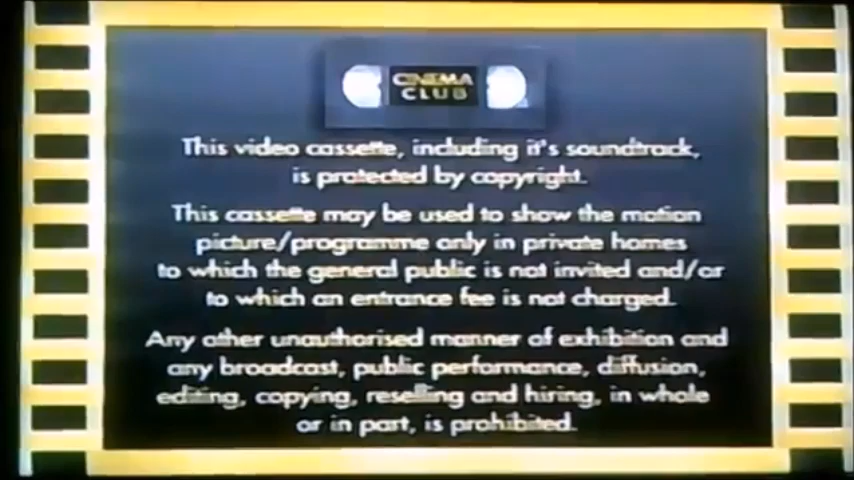 CINEMA
CLUB
This video cassette, including it's soundtrack,
is protected by copyright.
This cassette may be used to show the motion
picture/programme only in private homes
to which the general public is not invited and/or
to which an entrance fee is not charged.
Any other unauthorised manner of exhibition and
any broadcast, public performance, diffusion,
editing, copying, reselling and hiring, in whole
or in part, is prohibited.